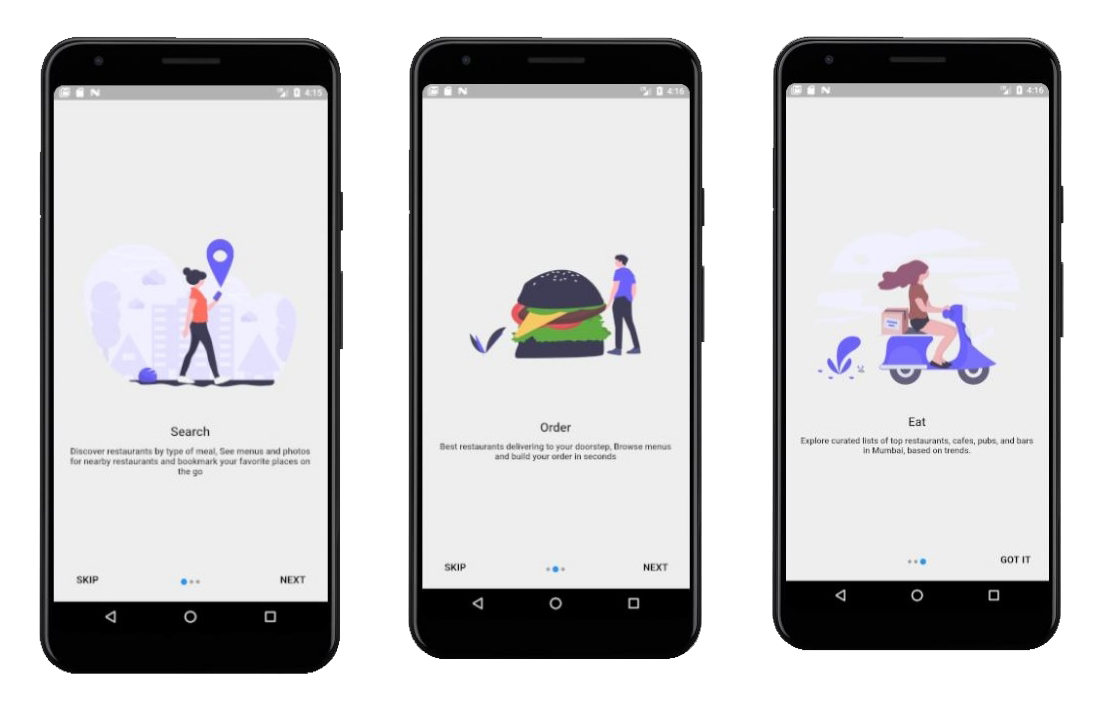 4:15
Search
Discover restaurants by type of meal, See menus and photos
for nearby restaurants and bookmark your favorite places on
the go
SKIP
NEXT
4:16
Order
Best restaurants delivering to your doorstep, Browse menus
and build your order in seconds
SKIP
NEXT
4:16
Eat
Explore curated lists of top restaurants, cafes, pubs, and bars
in Mumbai, based on trends.
GOT IT